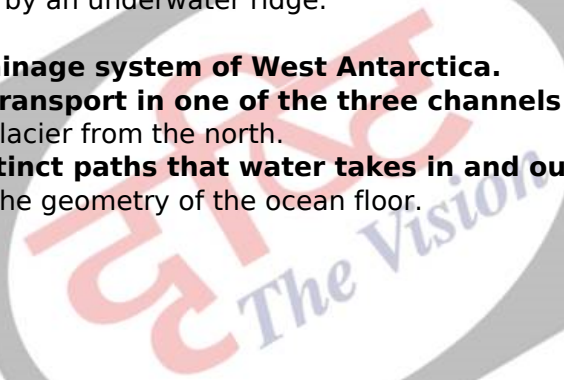 by an underwater ridge.
ainage system of West Antarctica.
ransport in one of the three channels
lacier from the north.
tinct paths that water takes in and ou
he geometry of the ocean floor.
दृष्टि
The Vision